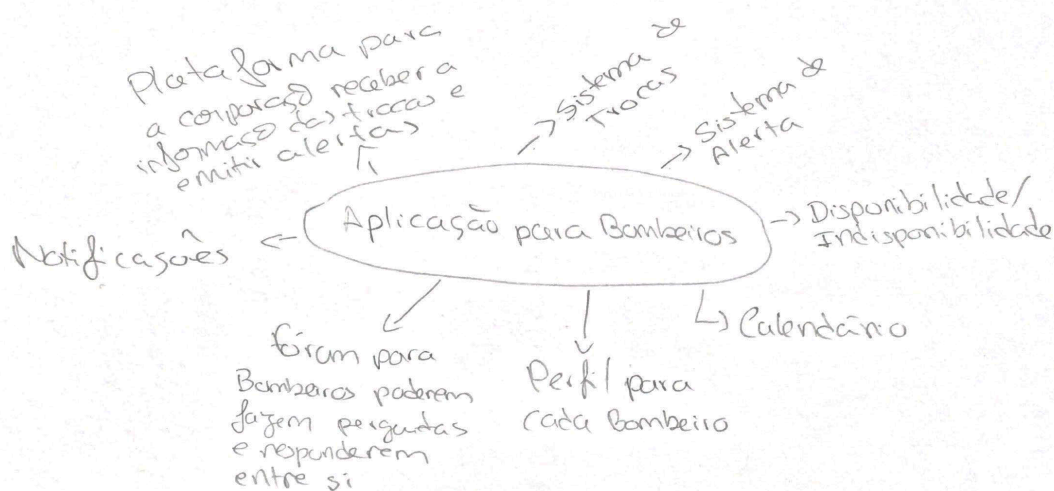 Plataforma para
a corporação receber a
informação das trocas e
emitir alertas
Sistema de
Trocas
Sistema de
Alerta
Aplicação para Bombeiros
Disponibilidade/
Indisponibilidade
Notificações
Calendário
fórum para
Bombeiros poderem
fazem perguntas
e responderem
entre si
Perfil para
cada Bombeiro